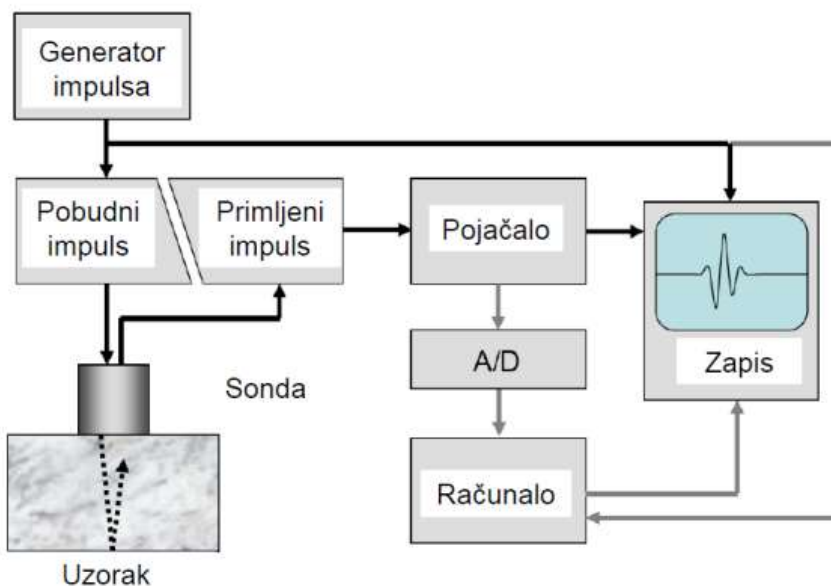 Generator
impulsa
Pobudni
impuls
Primljeni
impuls
Pojačalo
A/D
Zapis
Sonda
Računalo
Uzorak